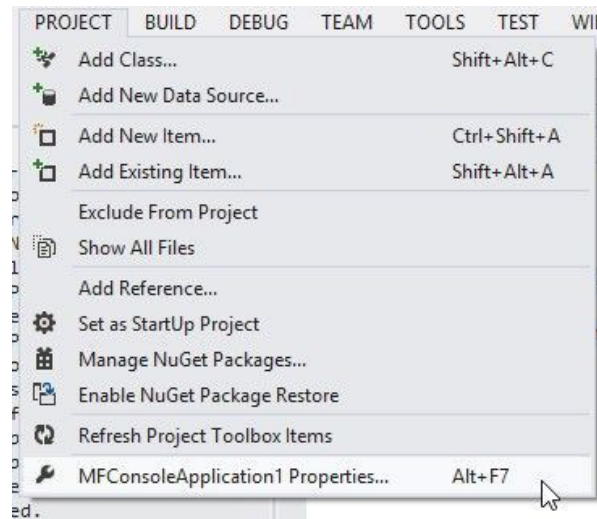 PROJECT BUILD DEBUG TEAM TOOLS TEST
Add Class... Shift+Alt+C
Add New Data Source...
Add New Item... Ctrl+Shift+A
Add Existing Item... Shift+Alt+A
Exclude From Project
Show All Files
Add Reference...
Set as StartUp Project
Manage NuGet Packages...
Enable NuGet Package Restore
Refresh Project Toolbox Items
MFConsoleApplication1 Properties... Alt+F7
ed.